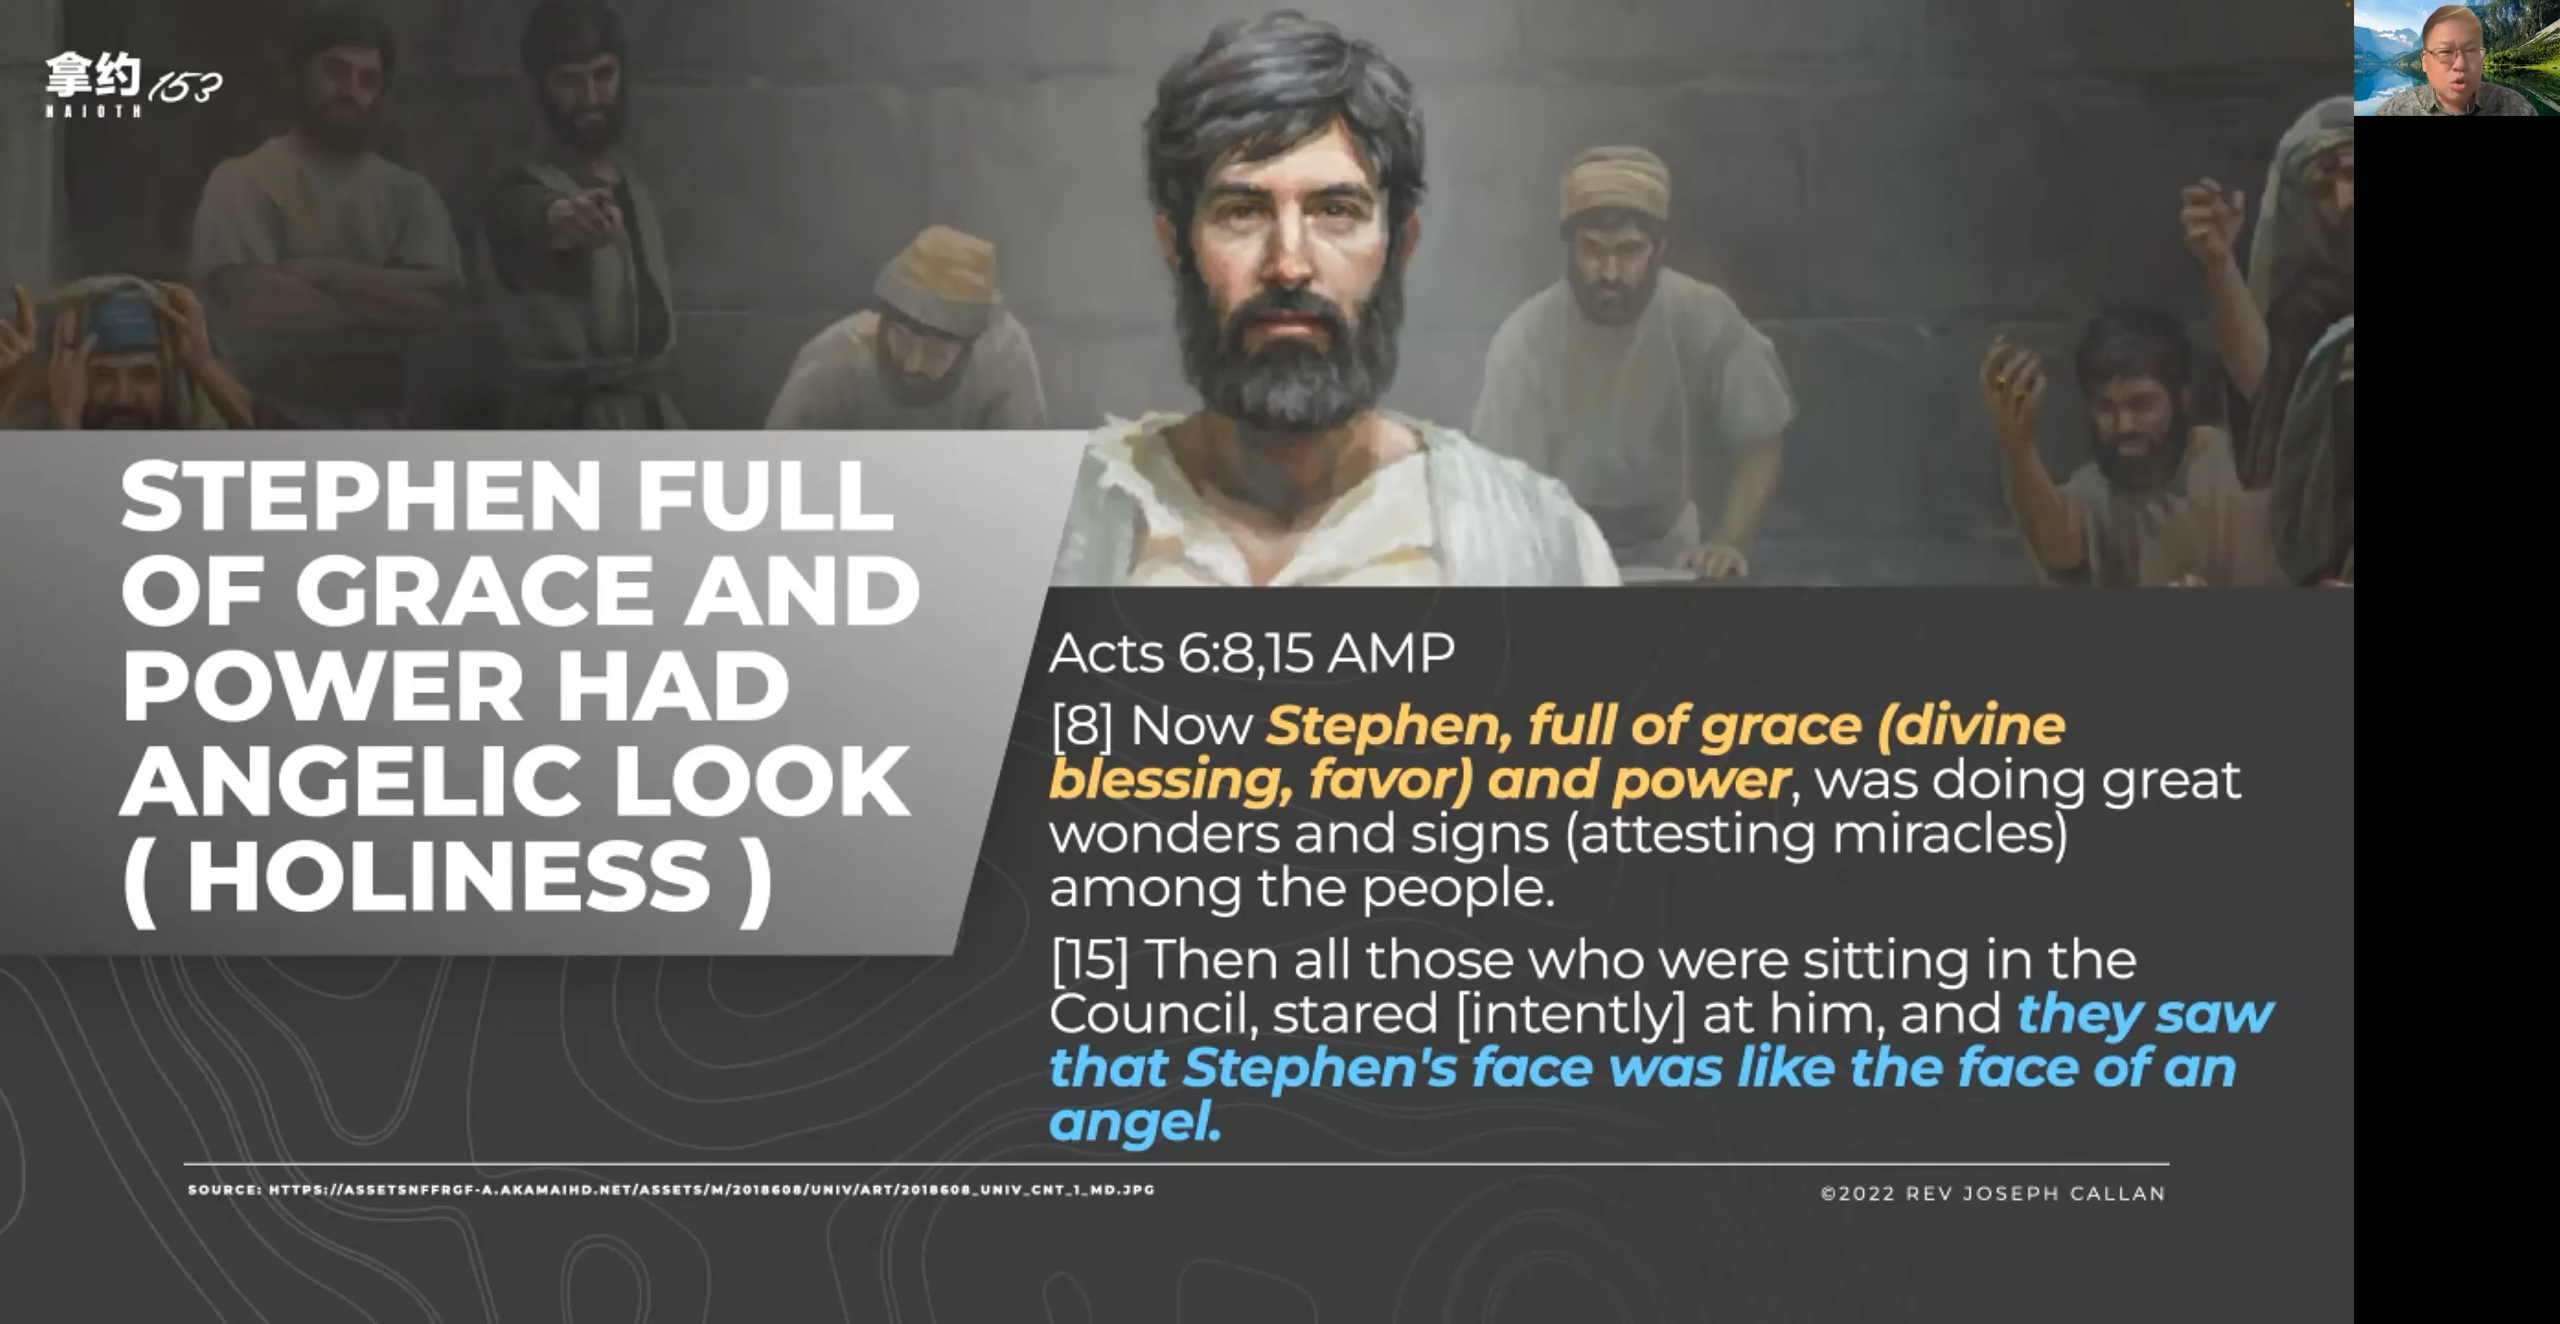 拿约 153
NAIOTH
STEPHEN FULL
OF GRACE AND
POWER HAD
ANGELIC LOOK
( HOLINESS )
Acts 6:8,15 AMP
[8] Now Stephen, full of grace (divine
blessing, favor) and power, was doing great
wonders and signs (attesting miracles)
among the people.
[15] Then all those who were sitting in the
Council, stared [intently] at him, and they saw
that Stephen's face was like the face of an
angel.
SOURCE: HTTPS://ASSETSNFFRGF-A.AKAMAIHD.NET/ASSETS/M/2018608/UNIV/ART/2018608_UNIV_CNT_1_MD.JPG
©2022 REV JOSEPH CALLAN